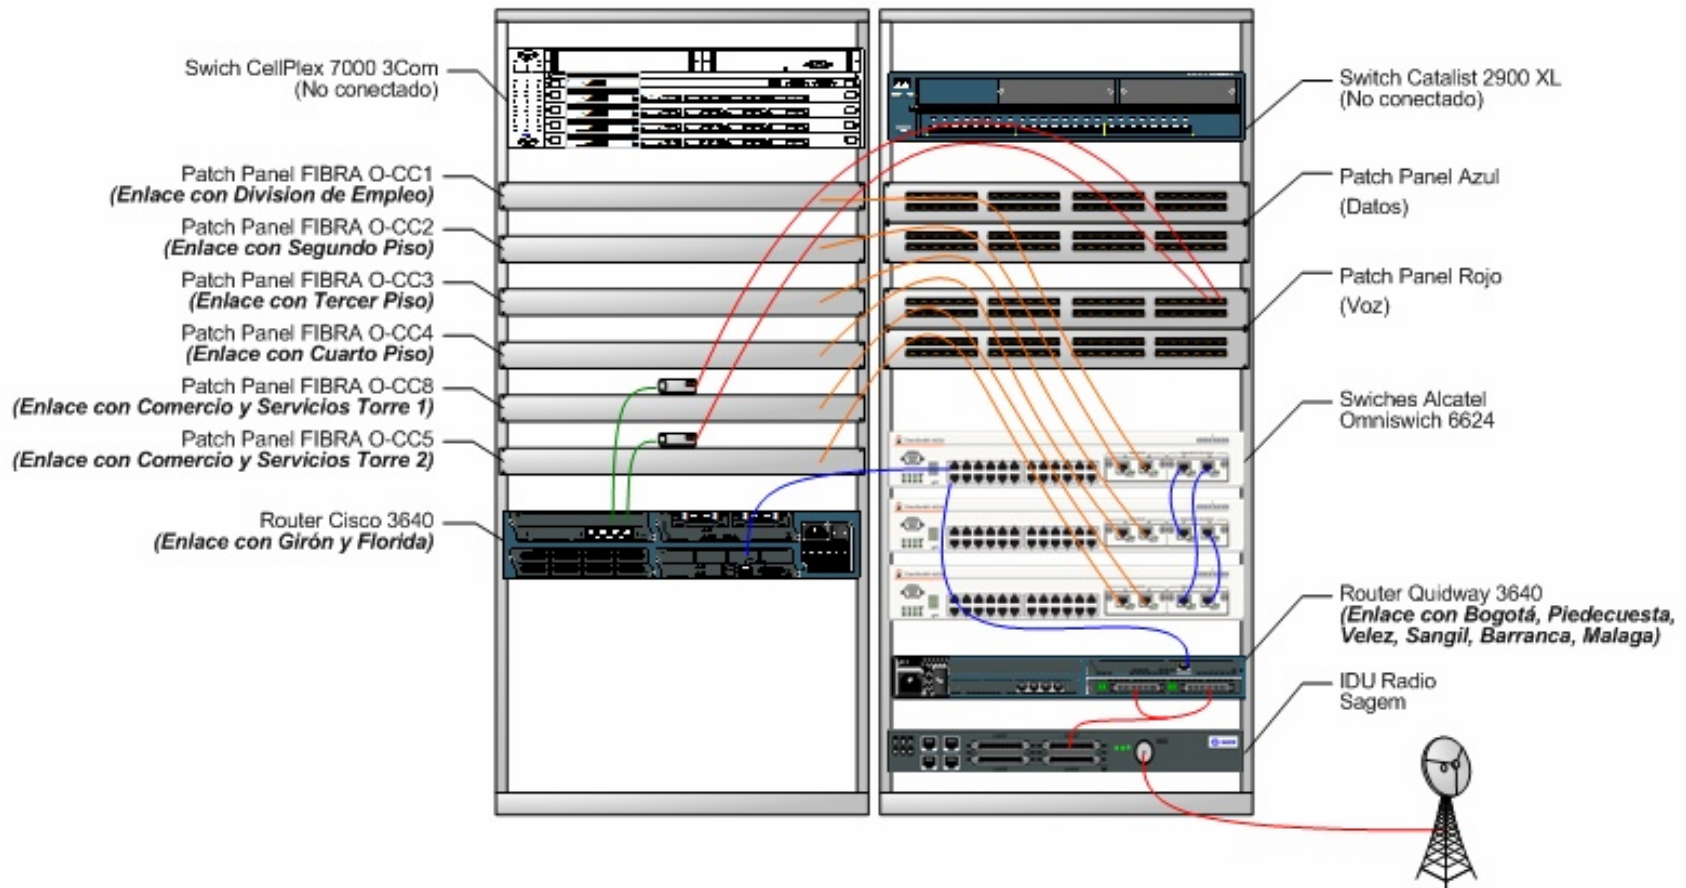 Swich CellPlex 7000 3Com
(No conectado)
Patch Panel FIBRA O-CC1
(Enlace con Division de Empleo)
Patch Panel FIBRA O-CC2
(Enlace con Segundo Piso)
Patch Panel FIBRA O-CC3
(Enlace con Tercer Piso)
Patch Panel FIBRA O-CC4
(Enlace con Cuarto Piso)
Patch Panel FIBRA O-CC8
(Enlace con Comercio y Servicios Torre 1)
Patch Panel FIBRA O-CC5
(Enlace con Comercio y Servicios Torre 2)
Router Cisco 3640
(Enlace con Girón y Florida)
Switch Catalist 2900 XL
(No conectado)
Patch Panel Azul
(Datos)
Patch Panel Rojo
(Voz)
Swiches Alcatel
Omniswich 6624
Router Quidway 3640
(Enlace con Bogotá, Piedecuesta,
Velez, Sangil, Barranca, Malaga)
IDU Radio
Sagem